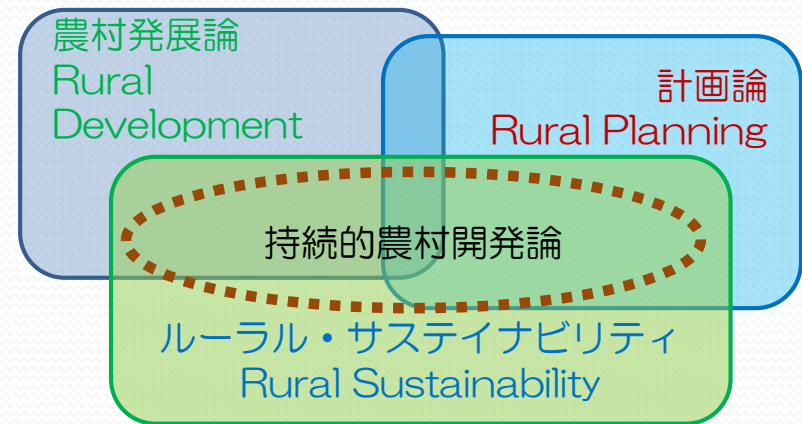 農村発展論
Rural
Development
計画論
Rural Planning
持続的農村開発論
ルーラル・サステイナビリティ
Rural Sustainability